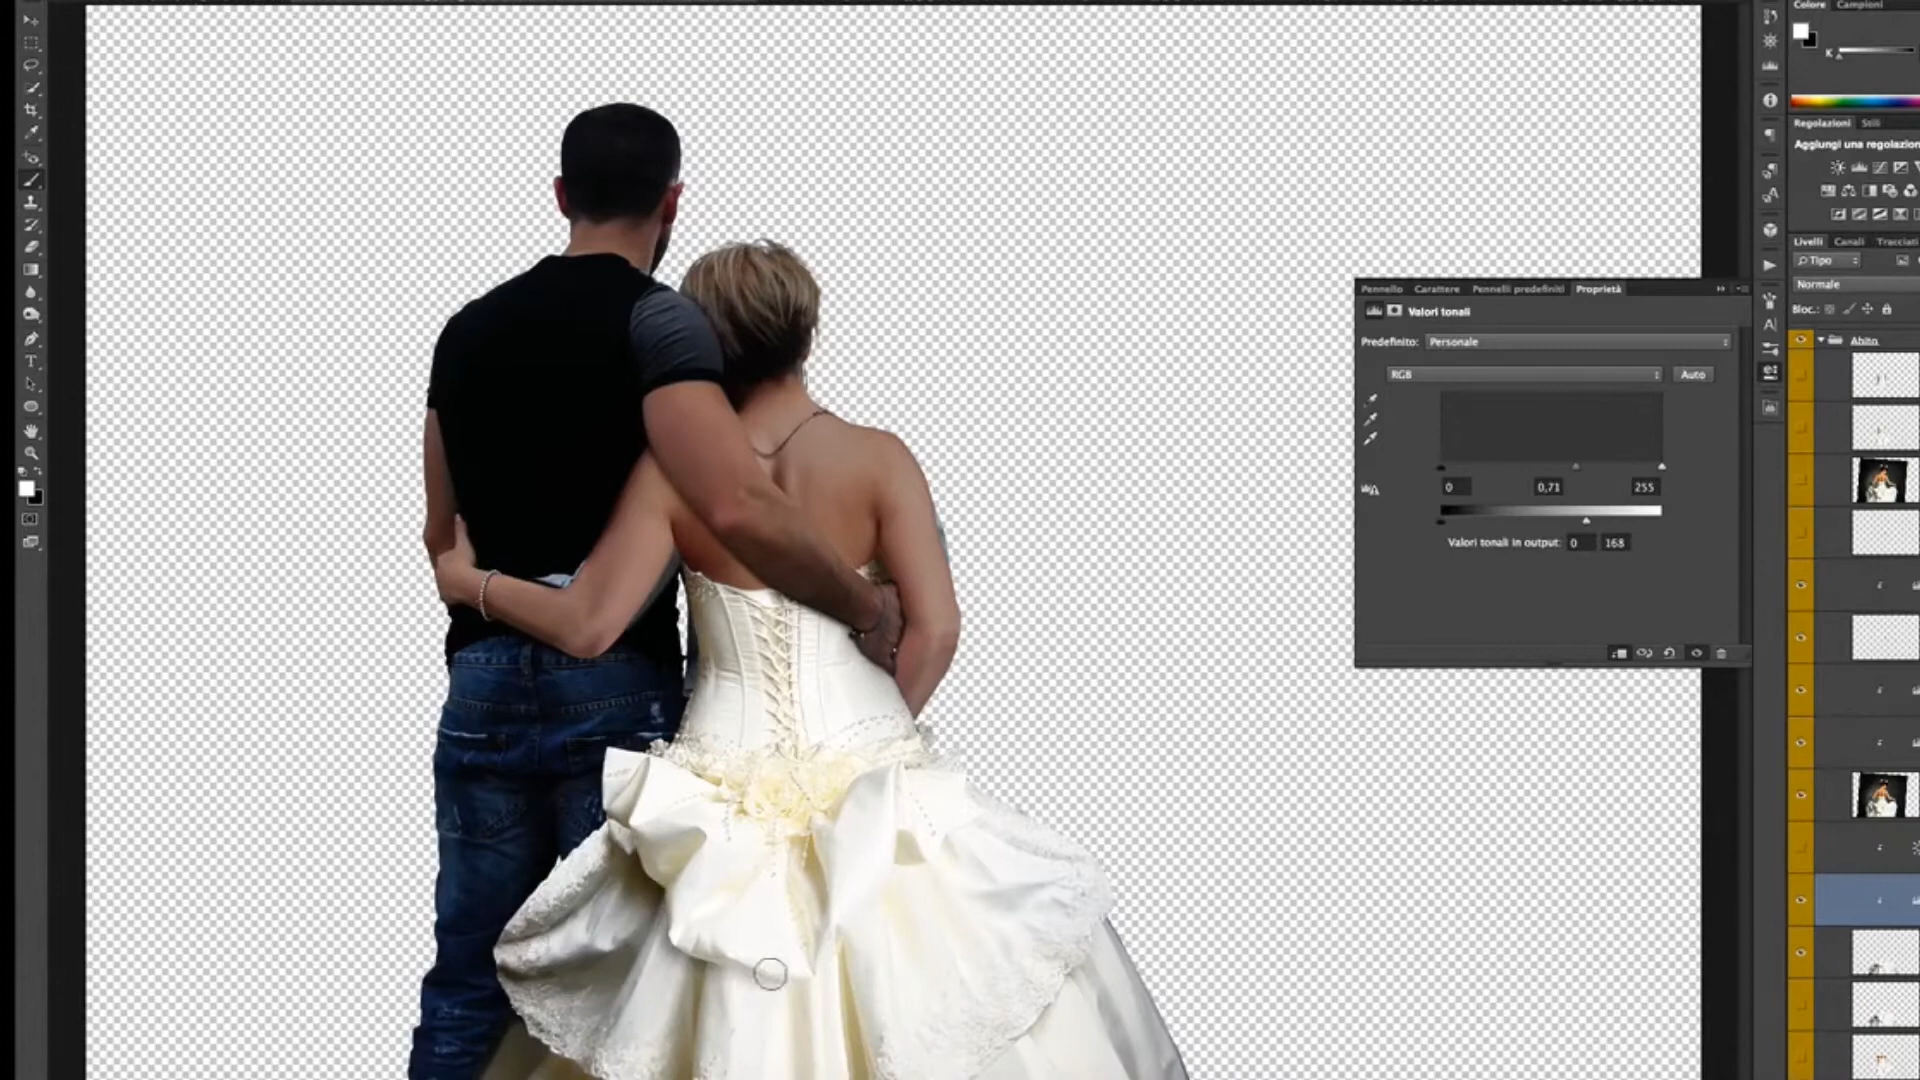 Colore Campioni
K
Regolazioni Stili
Aggiungi una regolazion
Livelli Canali Tracciati
Tipo
Normale
Bloc.:
Abito
Pennello Carattere Pennelli predefiniti Proprietà
Valori tonali
Predefinito: Personale
RGB Auto
0 0,71 255
Valori tonali in output: 0 168